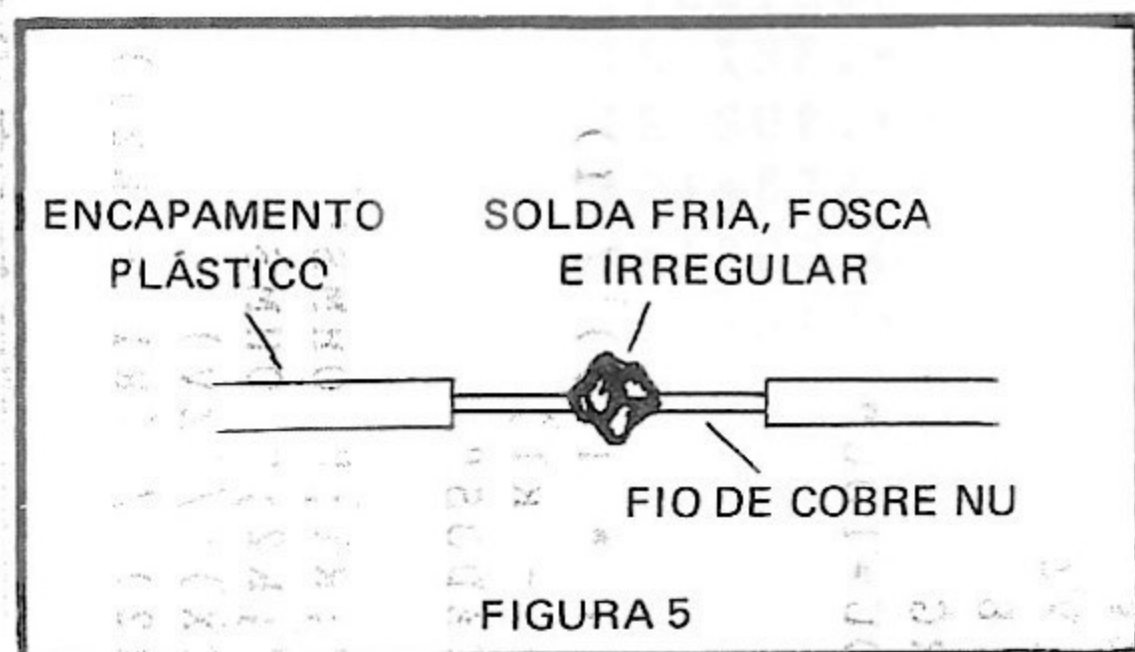 ENCAPAMENTO
PLÁSTICO
SOLDA FRIA, FOSCA
E IRREGULAR
FIO DE COBRE NU
FIGURA 5